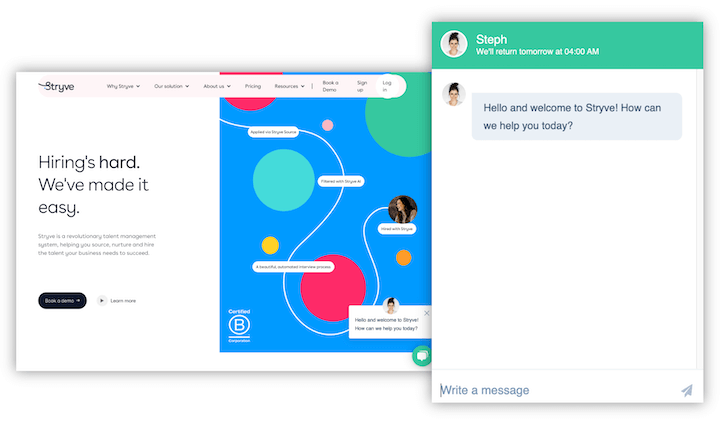 Stryve
Why Stryve Our solution About us Pricing Resources
Book a
Demo
Sign
up
Log
in
Hiring's hard.
We've made it
easy.
Stryve is a revolutionary talent management
system, helping you source, nurture and hire
the talent your business needs to succeed.
Book a demo
Learn more
Applied via Stryve Source
Filtered with Stryve AI
Hired with Stryve
A beautiful automated interview process
Certified
B
Corporation
Hello and welcome to Stryve!
How can we help you today?
Steph
We'll return tomorrow at 04:00 AM
Hello and welcome to Stryve! How can
we help you today?
Write a message